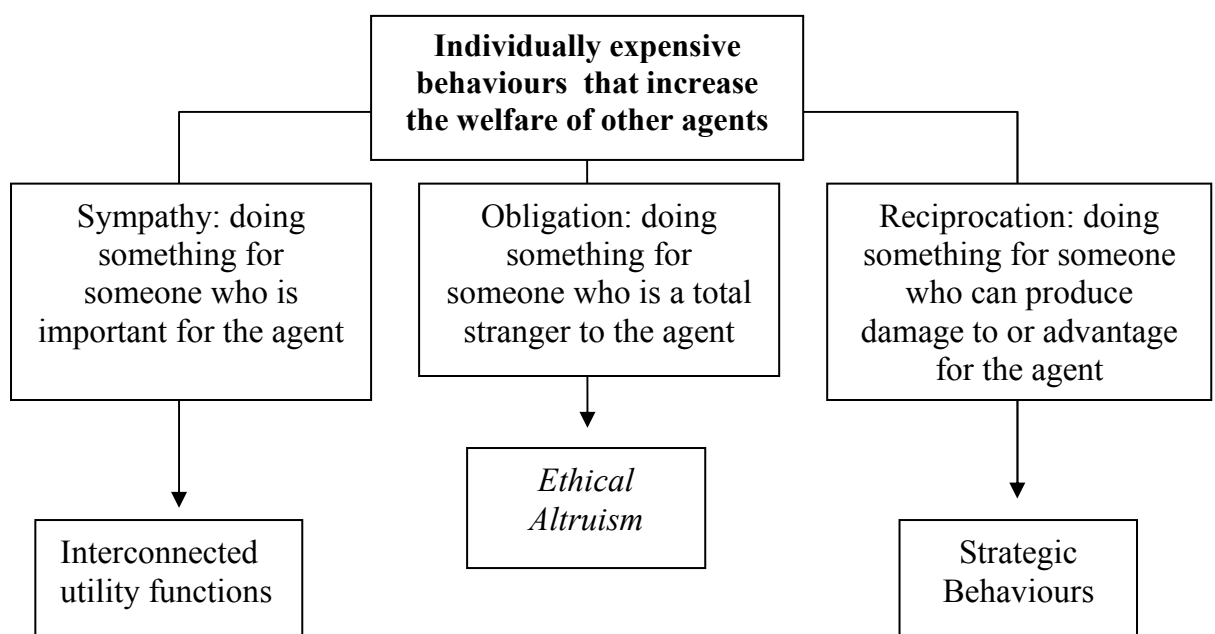 Individually expensive
behaviours that increase
the welfare of other agents
Sympathy: doing
something for
someone who is
important for the agent
Obligation: doing
something for
someone who is a total
stranger to the agent
Reciprocation: doing
something for someone
who can produce
damage to or advantage
for the agent
Ethical
Altruism
Interconnected
utility functions
Strategic
Behaviours